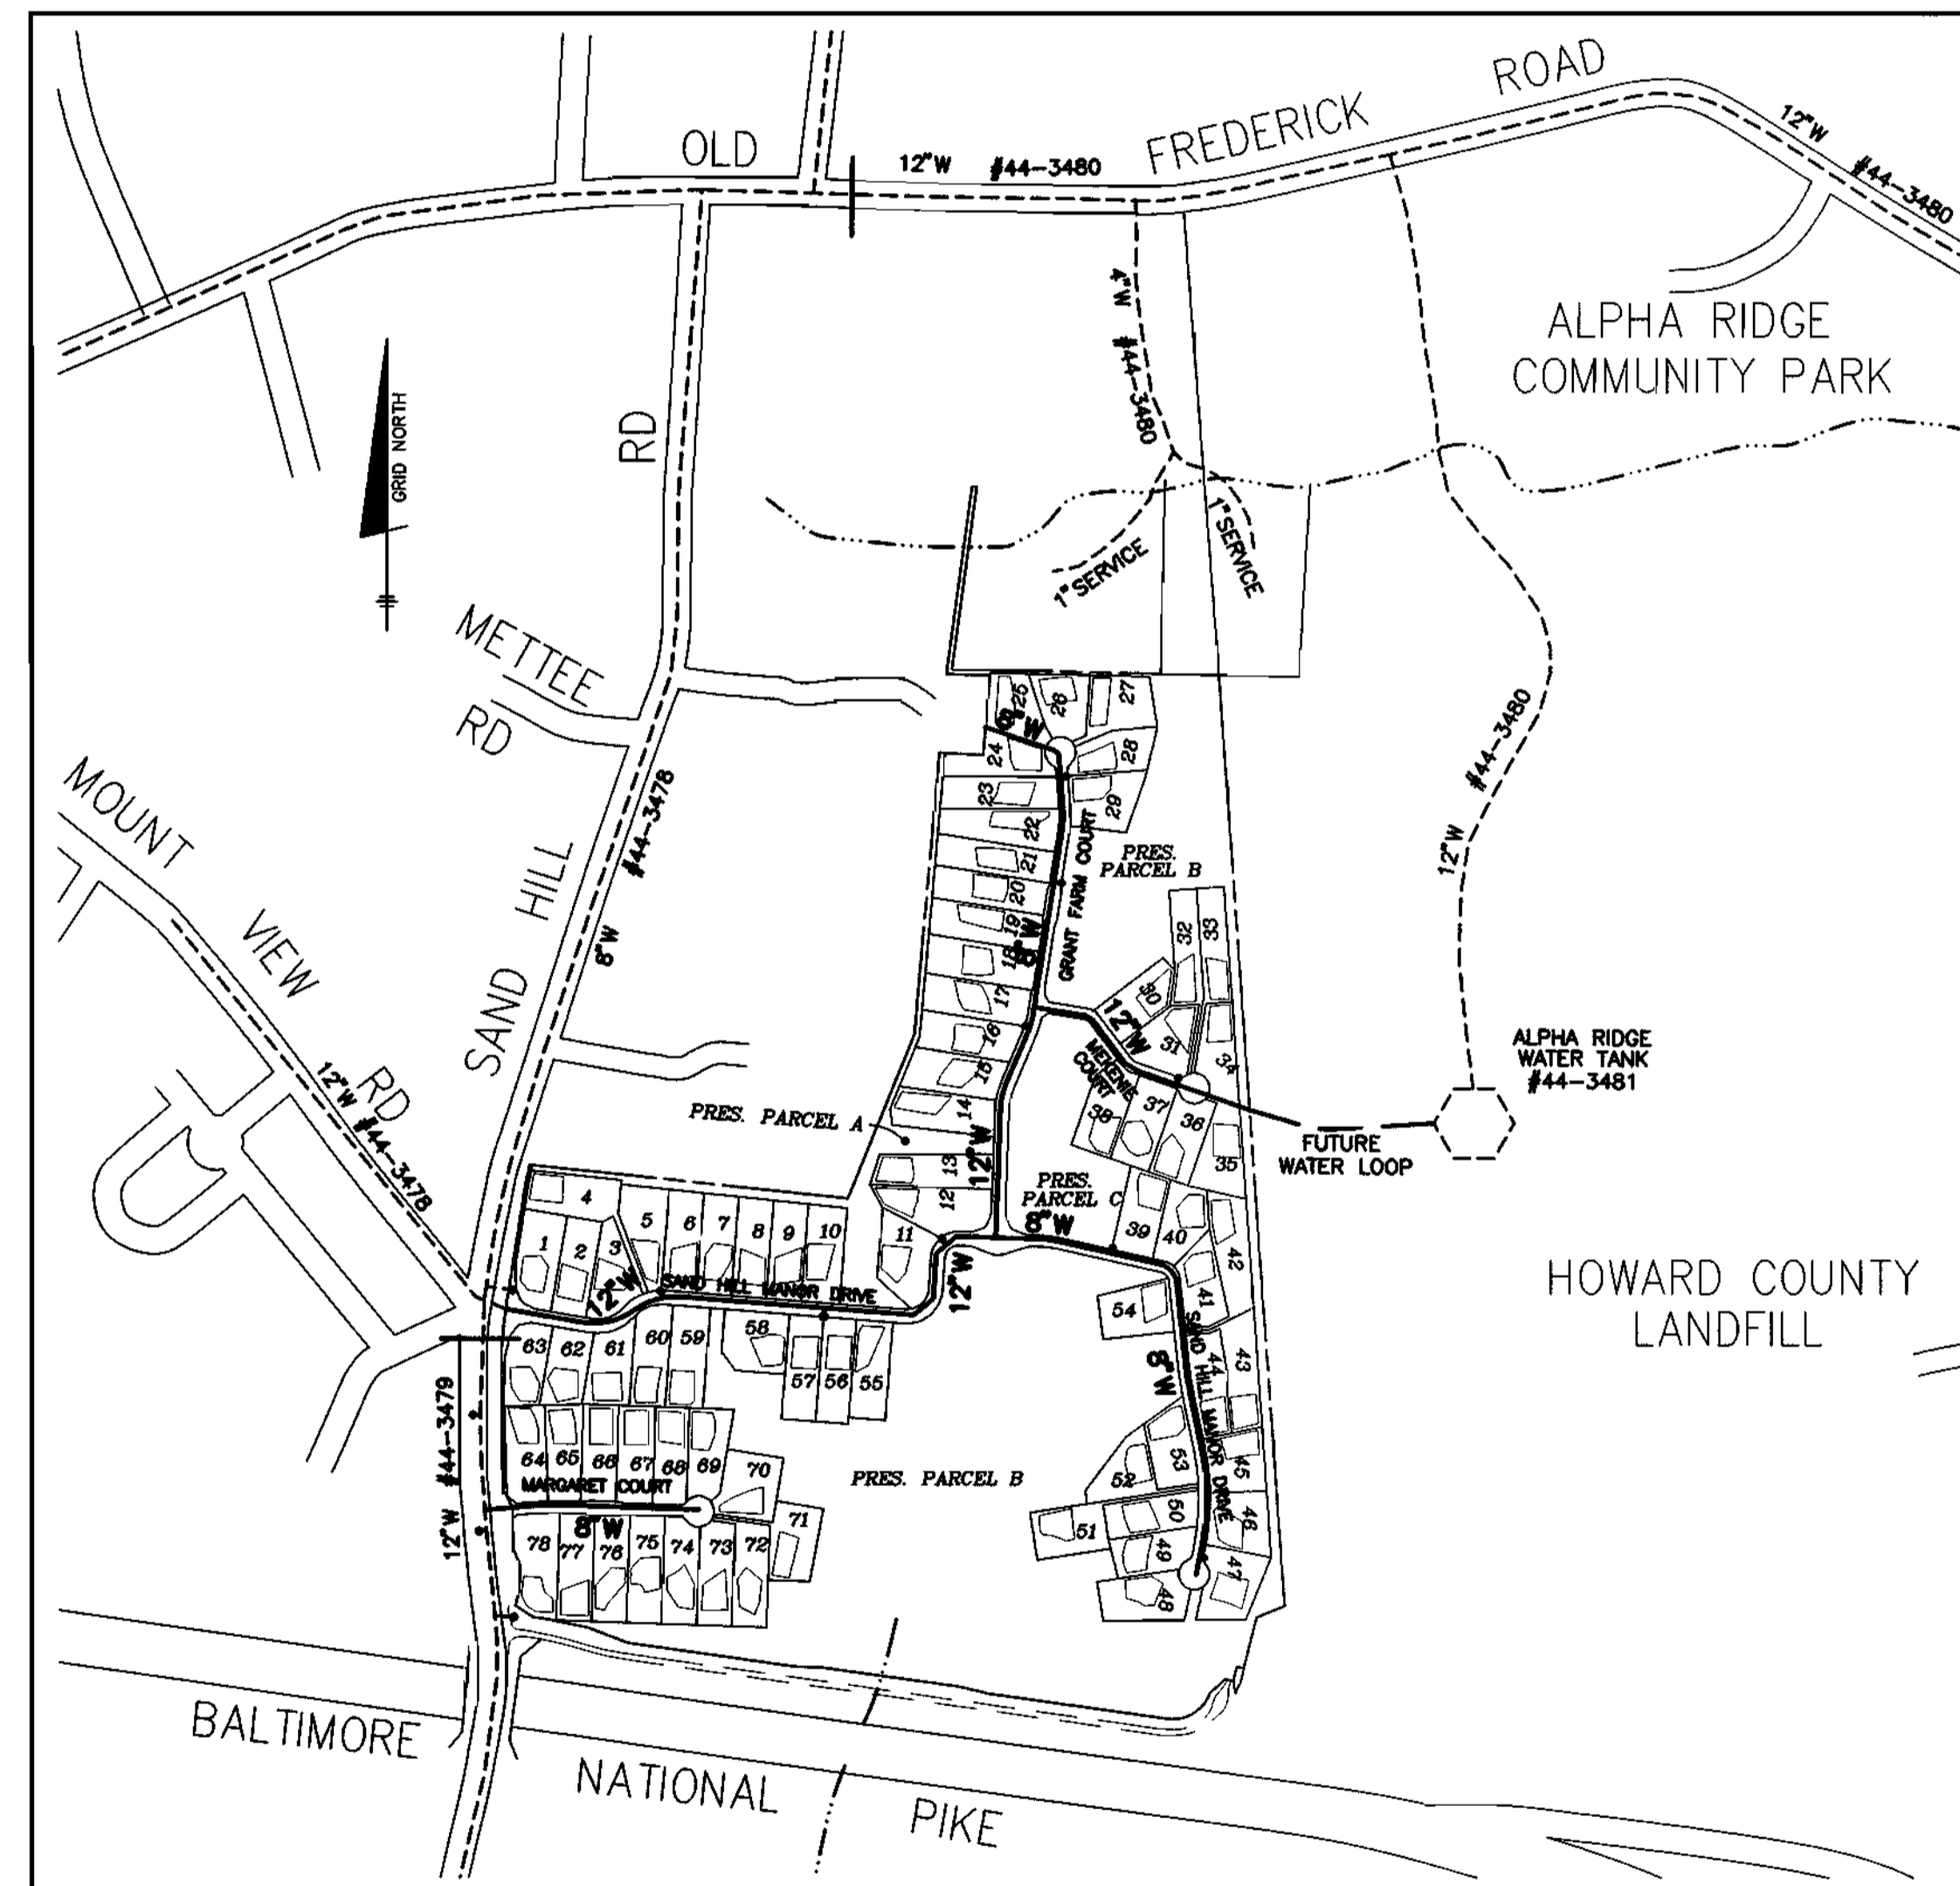 OLD
FREDERICK
ROAD
12"W #44-3480
12"W #44-3480
4"W #44-3480
ALPHA RIDGE
COMMUNITY PARK
GRID NORTH
RD
1" SERVICE
1" SERVICE
METTEE
RD
MOUNT
VIEW
RD
SAND HILL
8"W #44-3478
12"W #44-3478
12"W #44-3480
25
26
27
8"W
24
28
23
29
22
21
20
19
18
8"W
17
16
15
14
GRANT FARM COURT
PRES.
PARCEL B
32
33
30
12"W
31
34
MEKENIE
COURT
38
37
36
35
ALPHA RIDGE
WATER TANK
#44-3481
FUTURE
WATER LOOP
PRES. PARCEL A
12"W
13
12
11
PRES.
PARCEL C
8"W
39
40
42
41
4
5
6
7
8
9
10
1
2
3
12"W
SAND HILL MANOR DRIVE
12"W
HOWARD COUNTY
LANDFILL
54
8"W
SAND HILL MANOR DRIVE
43
44
45
46
47
63
62
61
60
59
58
57
56
55
12"W #44-3479
64
65
66
67
68
69
70
MARGARET COURT
8"W
71
78
77
76
75
74
73
72
PRES. PARCEL B
53
52
50
51
49
48
BALTIMORE
NATIONAL
PIKE